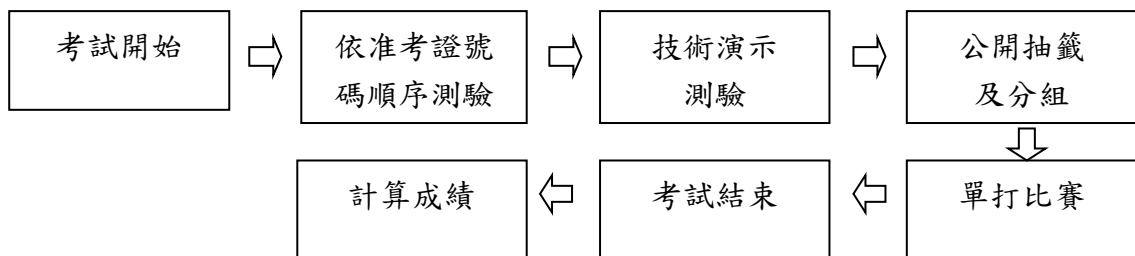 考試開始
依准考證號
碼順序測驗
技術演示
測驗
公開抽籤
及分組
單打比賽
考試結束
計算成績